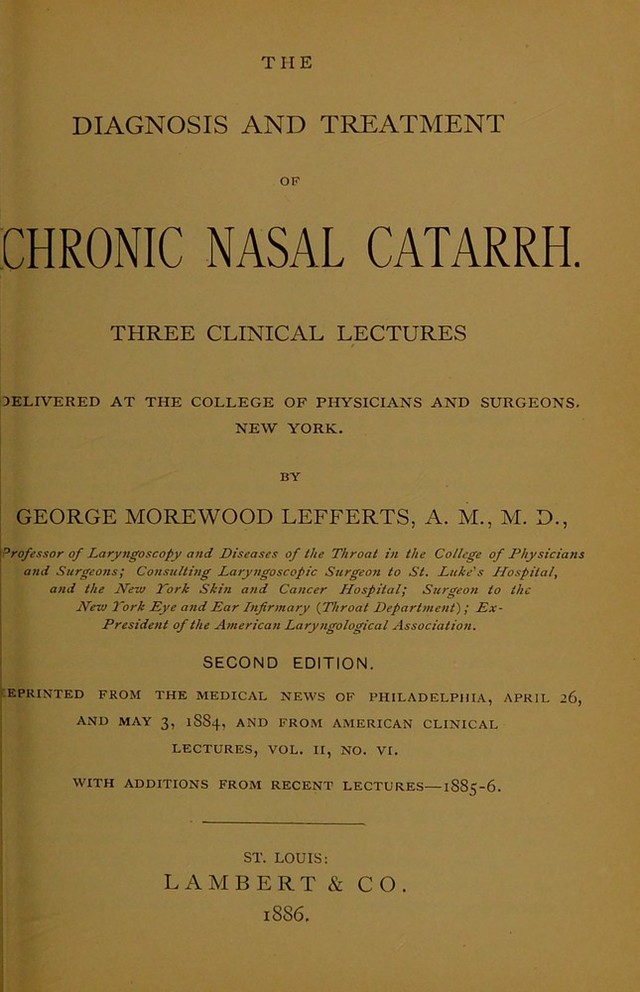 THE
DIAGNOSIS AND TREATMENT
OF
CHRONIC NASAL CATARRH.
THREE CLINICAL LECTURES
DELIVERED AT THE COLLEGE OF PHYSICIANS AND SURGEONS.
NEW YORK.
BY
GEORGE MOREWOOD LEFFERTS, A. M., M. D.,
Professor of Laryngoscopy and Diseases of the Throat in the College of Physicians
and Surgeons; Consulting Laryngoscopic Surgeon to St. Luke's Hospital,
and the New York Skin and Cancer Hospital; Surgeon to the
New York Eye and Ear Infirmary (Throat Department); Ex-
President of the American Laryngological Association.
SECOND EDITION.
REPRINTED FROM THE MEDICAL NEWS OF PHILADELPHIA, APRIL 26,
AND MAY 3, 1884, AND FROM AMERICAN CLINICAL
LECTURES, VOL. II, NO. VI.
WITH ADDITIONS FROM RECENT LECTURES—1885-6.
ST. LOUIS:
LAMBERT & CO.
1886.